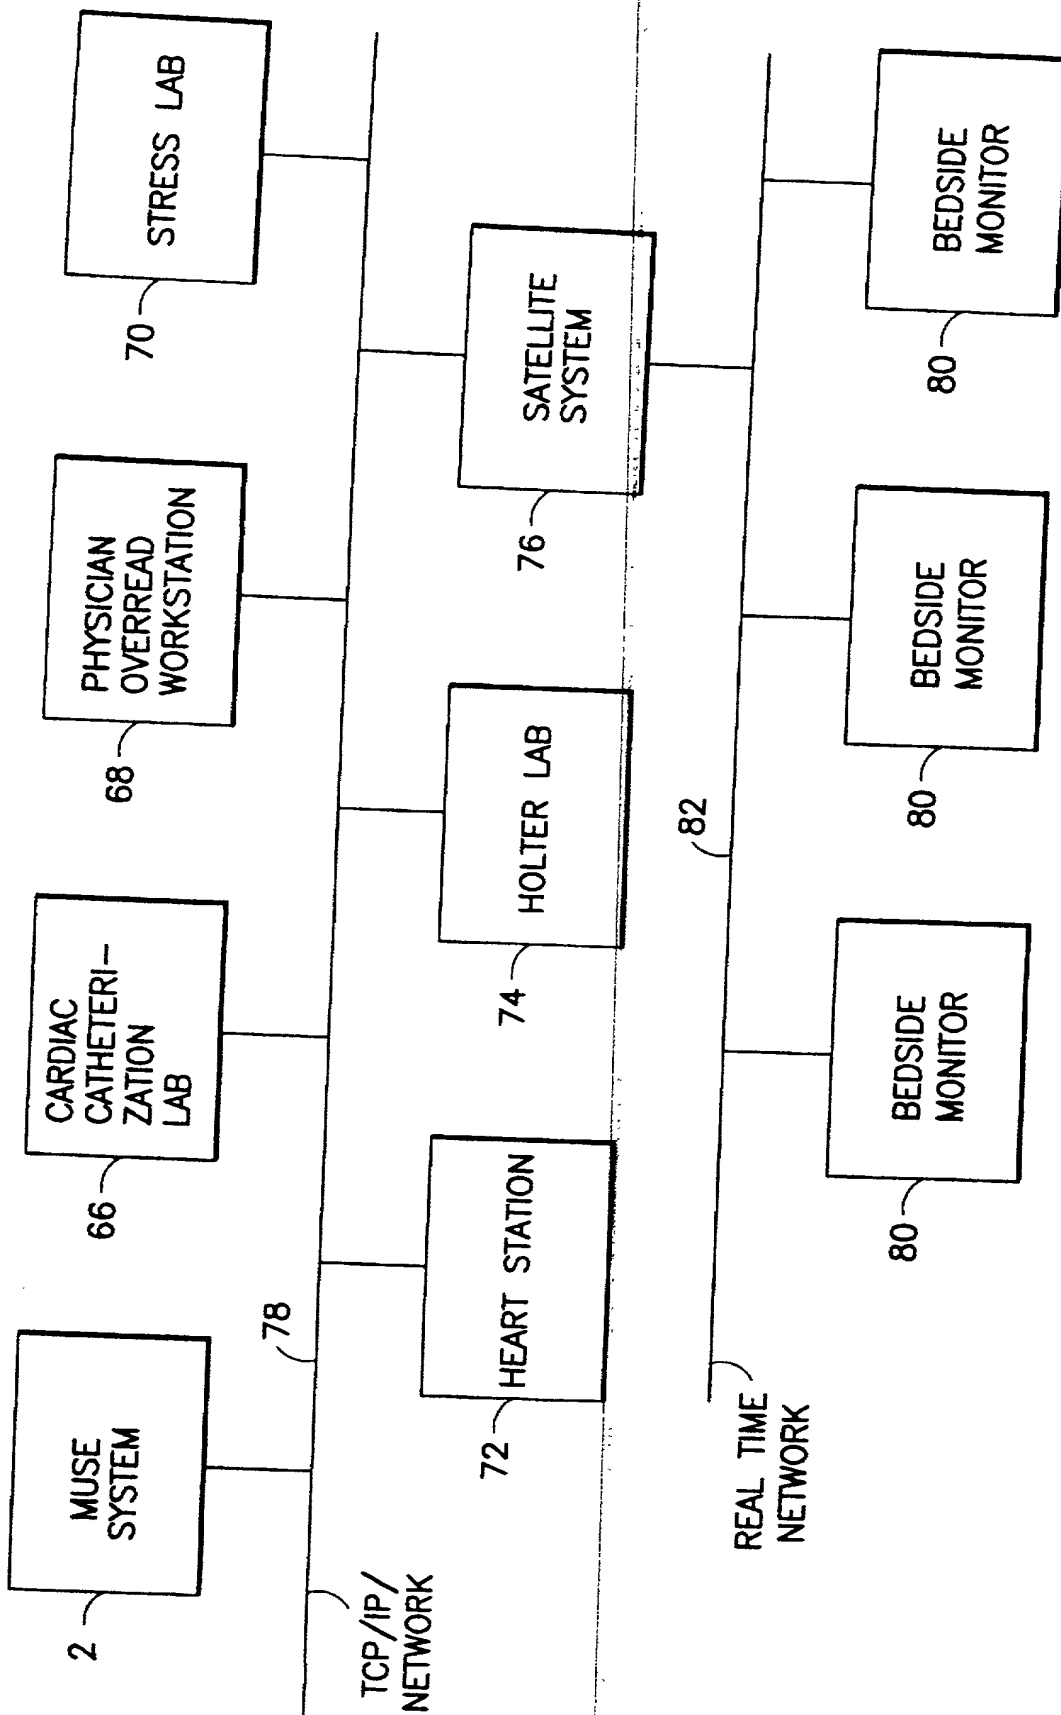 MUSE
SYSTEM
2
CARDIAC
CATHETERI-
ZATION
LAB
66
PHYSICIAN
OVERREAD
WORKSTATION
68
STRESS LAB
70
78
TCP/IP/
NETWORK
HEART STATION
72
HOLTER LAB
74
SATELLITE
SYSTEM
76
82
REAL TIME
NETWORK
BEDSIDE
MONITOR
80
BEDSIDE
MONITOR
80
BEDSIDE
MONITOR
80